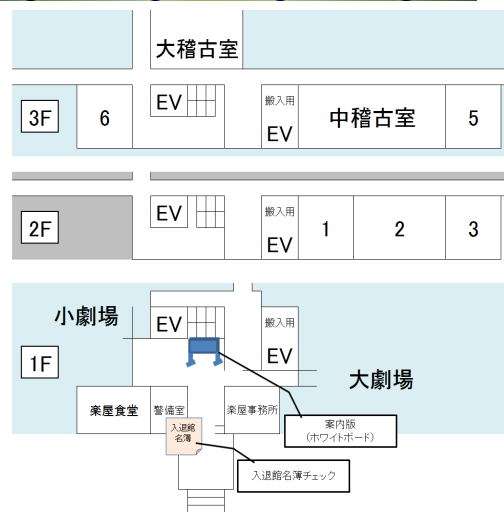 大稽古室
3F
6
EV
搬入用
EV
中稽古室
5
2F
EV
搬入用
EV
1
2
3
小劇場
1F
EV
搬入用
EV
大劇場
楽屋食堂
警備室
楽屋事務所
入退館
名簿
案内版
(ホワイトボード)
入退館名簿チェック